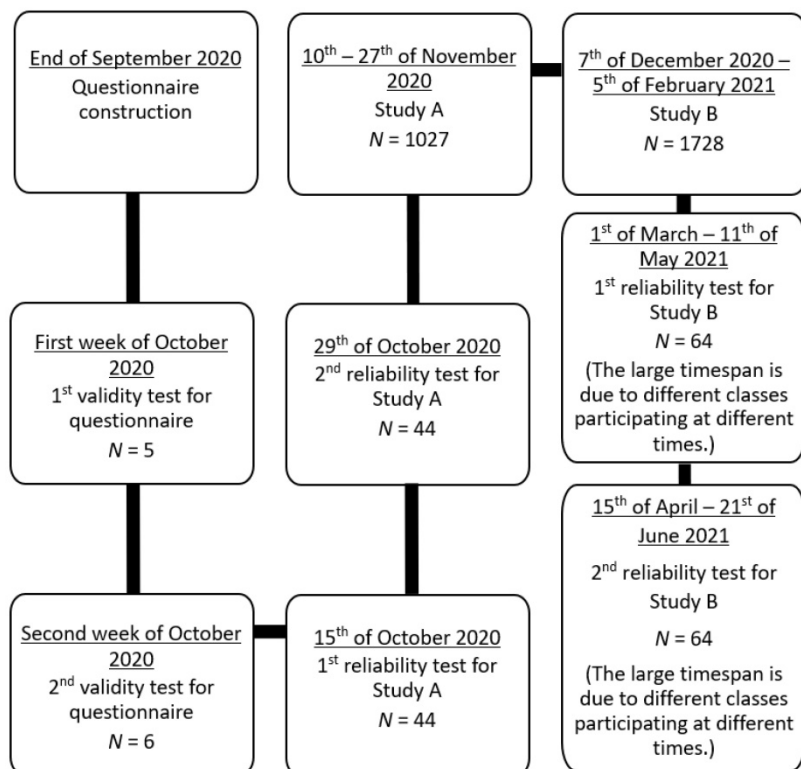 End of September 2020
Questionnaire
construction
First week of October
2020
1st validity test for
questionnaire
N = 5
Second week of October
2020
2nd validity test for
questionnaire
N = 6
15th of October 2020
1st reliability test for
Study A
N = 44
29th of October 2020
2nd reliability test for
Study A
N = 44
10th – 27th of November
2020
Study A
N = 1027
7th of December 2020 –
5th of February 2021
Study B
N = 1728
1st of March – 11th of
May 2021
1st reliability test for
Study B
N = 64
(The large timespan is
due to different classes
participating at different
times.)
15th of April – 21st of
June 2021
2nd reliability test for
Study B
N = 64
(The large timespan is
due to different classes
participating at different
times.)